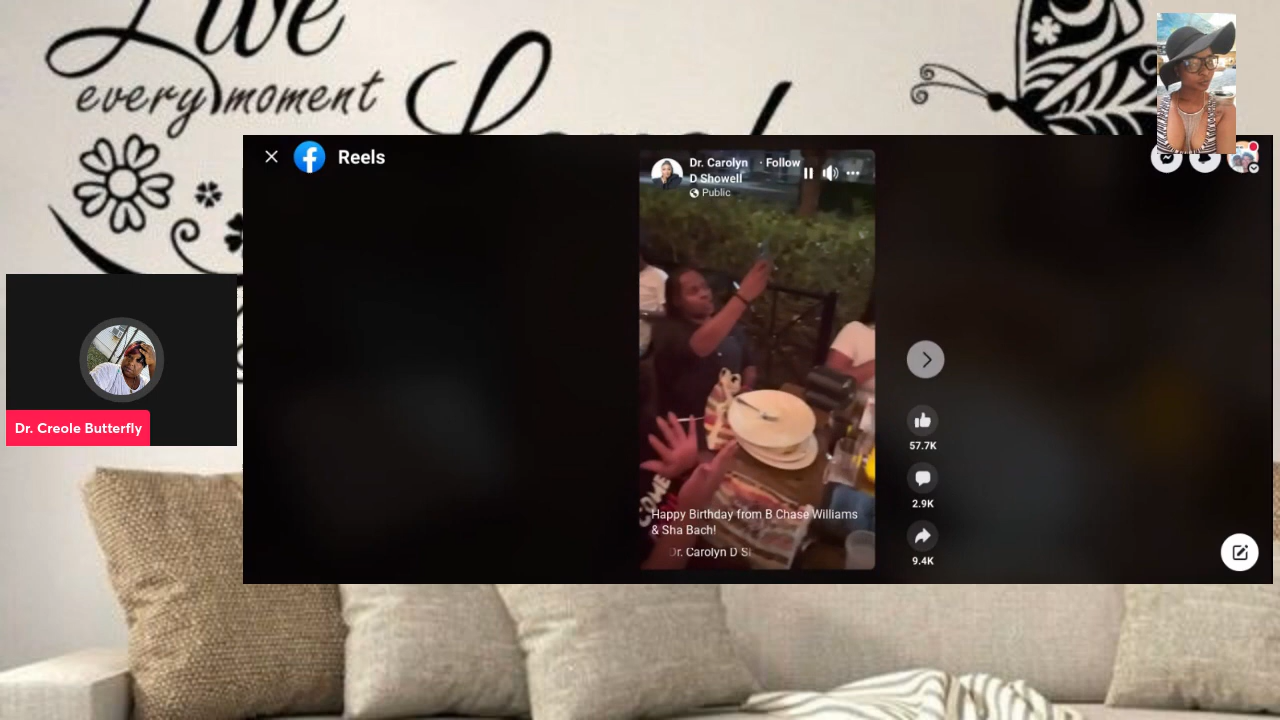 Live
every moment
Reels
Dr. Carolyn · Follow
D Showell
Public
57.7K
2.9K
9.4K
Happy Birthday from B Chase Williams
& Sha Bach!
Dr. Carolyn D S
Dr. Creole Butterfly